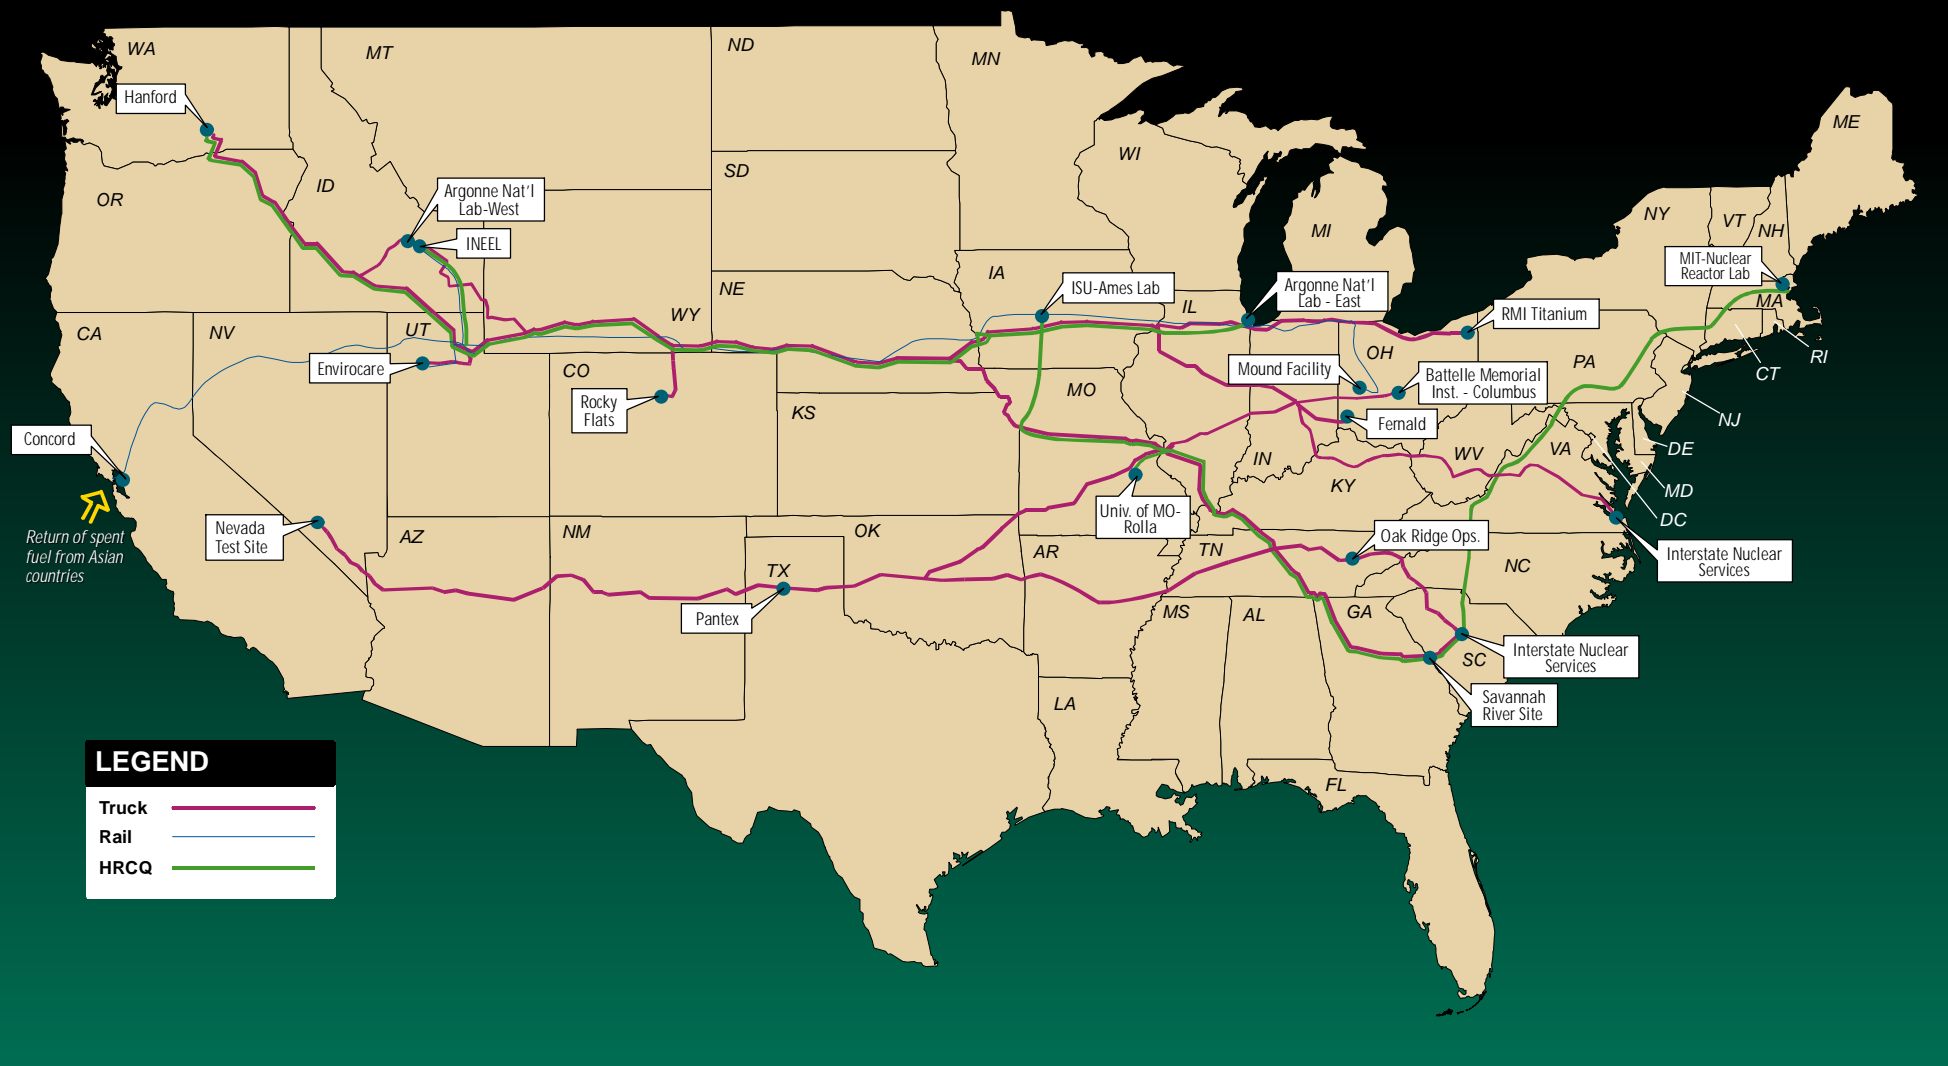 WA
MT
ND
MN
ME
Hanford
WI
ID
SD
OR
Argonne Nat'l
Lab-West
NY
VT
NH
MI
INEEL
MIT-Nuclear
Reactor Lab
IA
ISU-Ames Lab
Argonne Nat'l
Lab - East
NE
IL
MA
RMI Titanium
WY
CA
NV
UT
OH
PA
RI
CT
Envirocare
CO
Mound Facility
Battelle Memorial
Inst. - Columbus
MO
Rocky
Flats
KS
NJ
Fernald
Concord
IN
WV
VA
DE
KY
MD
Return of spent
fuel from Asian
countries
Nevada
Test Site
AZ
NM
OK
Univ. of MO-
Rolla
DC
AR
TN
Oak Ridge Ops.
Interstate Nuclear
Services
NC
TX
Pantex
MS
AL
GA
SC
Interstate Nuclear
Services
LA
Savannah
River Site
FL
LEGEND
Truck
Rail
HRCQ